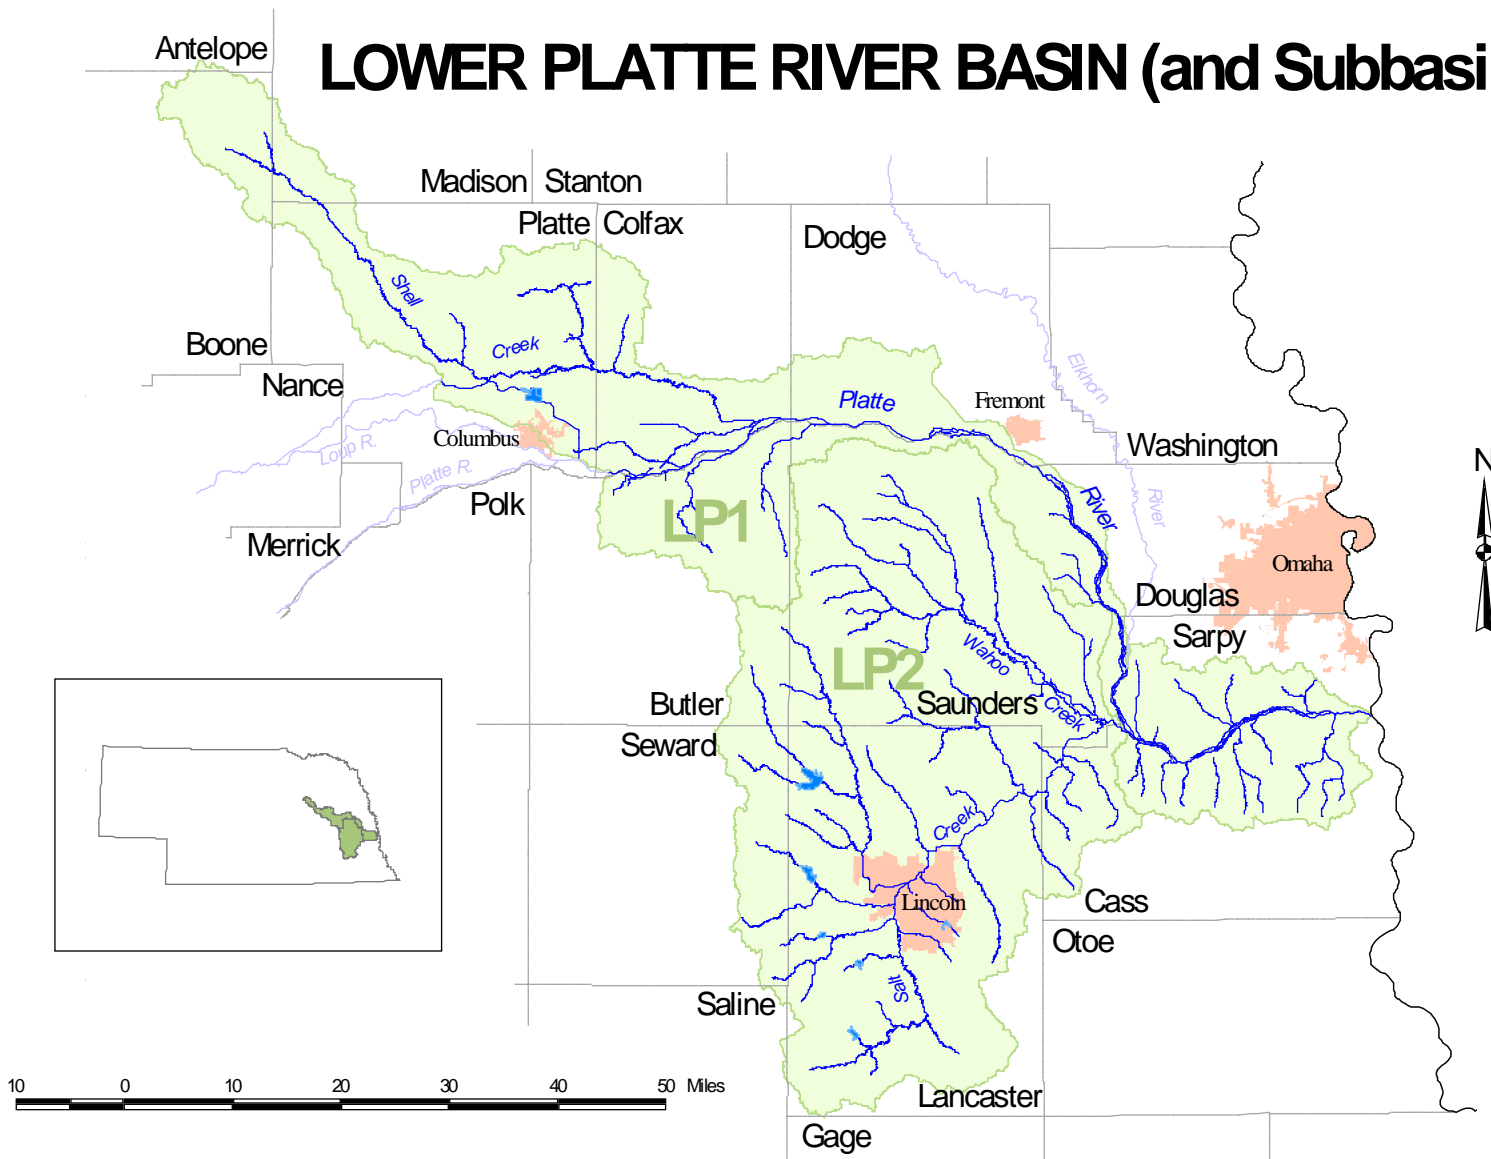 LOWER PLATTE RIVER BASIN (and Subbasi
Antelope
Madison
Stanton
Platte
Colfax
Dodge
Shell
Creek
Boone
Nance
Elkhorn
River
Platte
River
Fremont
Washington
Columbus
Loup R.
Platte R.
Polk
Merrick
LP1
Omaha
Douglas
Sarpy
N
Wahoo
Creek
LP2
Saunders
Butler
Seward
Creek
Lincoln
Cass
Otoe
Salt
Saline
Lancaster
Gage
10 0 10 20 30 40 50 Miles